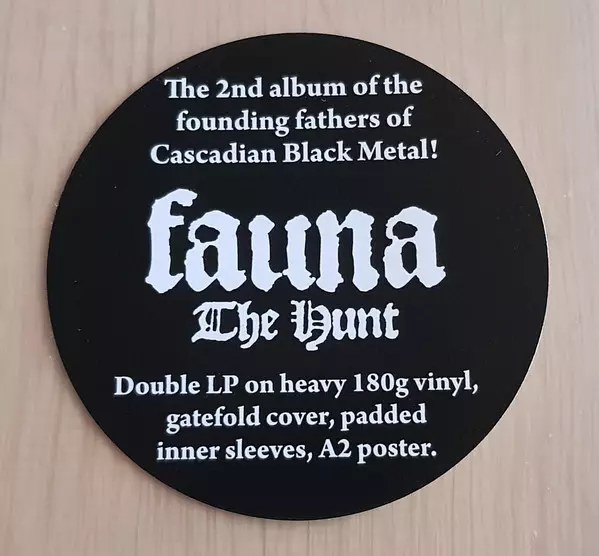 The 2nd album of the
founding fathers of
Cascadian Black Metal!
fauna
The Hunt
Double LP on heavy 180g vinyl,
gatefold cover, padded
inner sleeves, A2 poster.